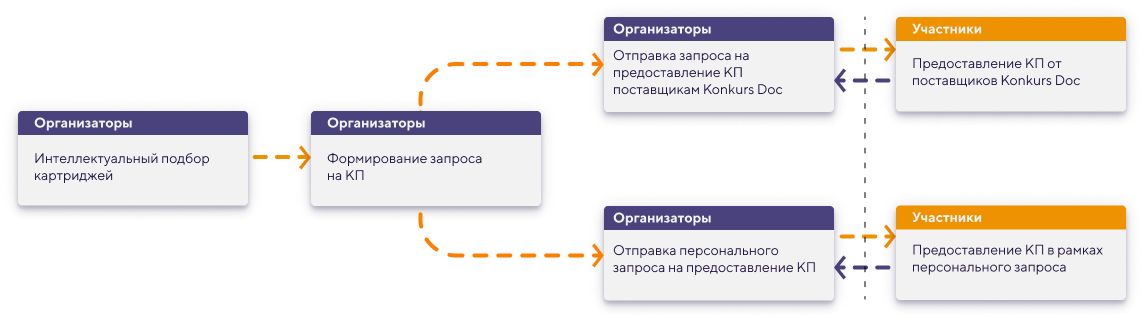 Организаторы
Интеллектуальный подбор
картриджей
Организаторы
Формирование запроса
на КП
Организаторы
Отправка запроса на
предоставление КП
поставщикам Konkurs Doc
Участники
Предоставление КП от
поставщиков Konkurs Doc
Организаторы
Отправка персонального
запроса на предоставление КП
Участники
Предоставление КП в рамках
персонального запроса